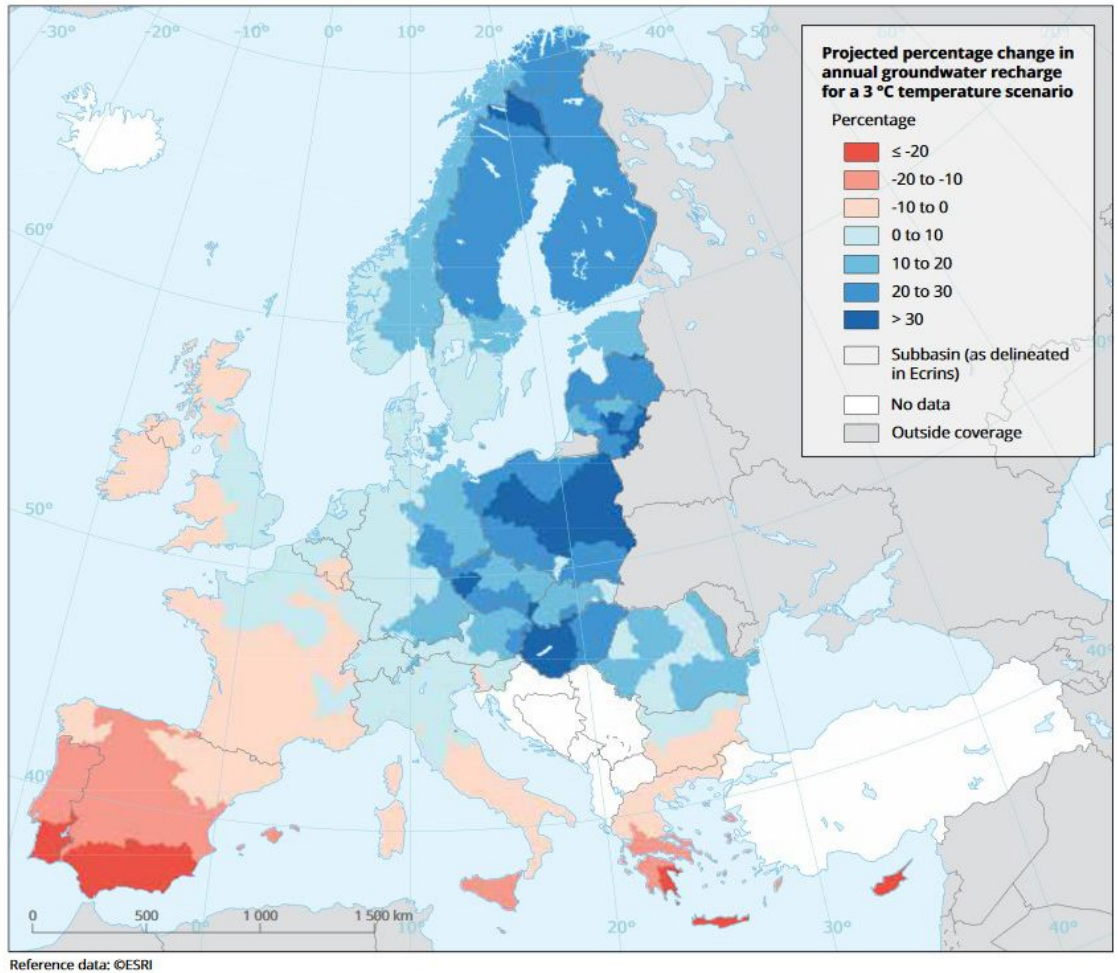 -30°
-20°
-10°
0°
10°
20°
30°
40°
50°
60°
70°
Projected percentage change in
annual groundwater recharge
for a 3 °C temperature scenario
Percentage
≤ -20
-20 to -10
-10 to 0
0 to 10
10 to 20
20 to 30
> 30
Subbasin (as delineated
in Ecrins)
No data
Outside coverage
60°
50°
40°
40°
0 500 1 000 1 500 km
0°
10°
20°
30°
40°
Reference data: ©ESRI